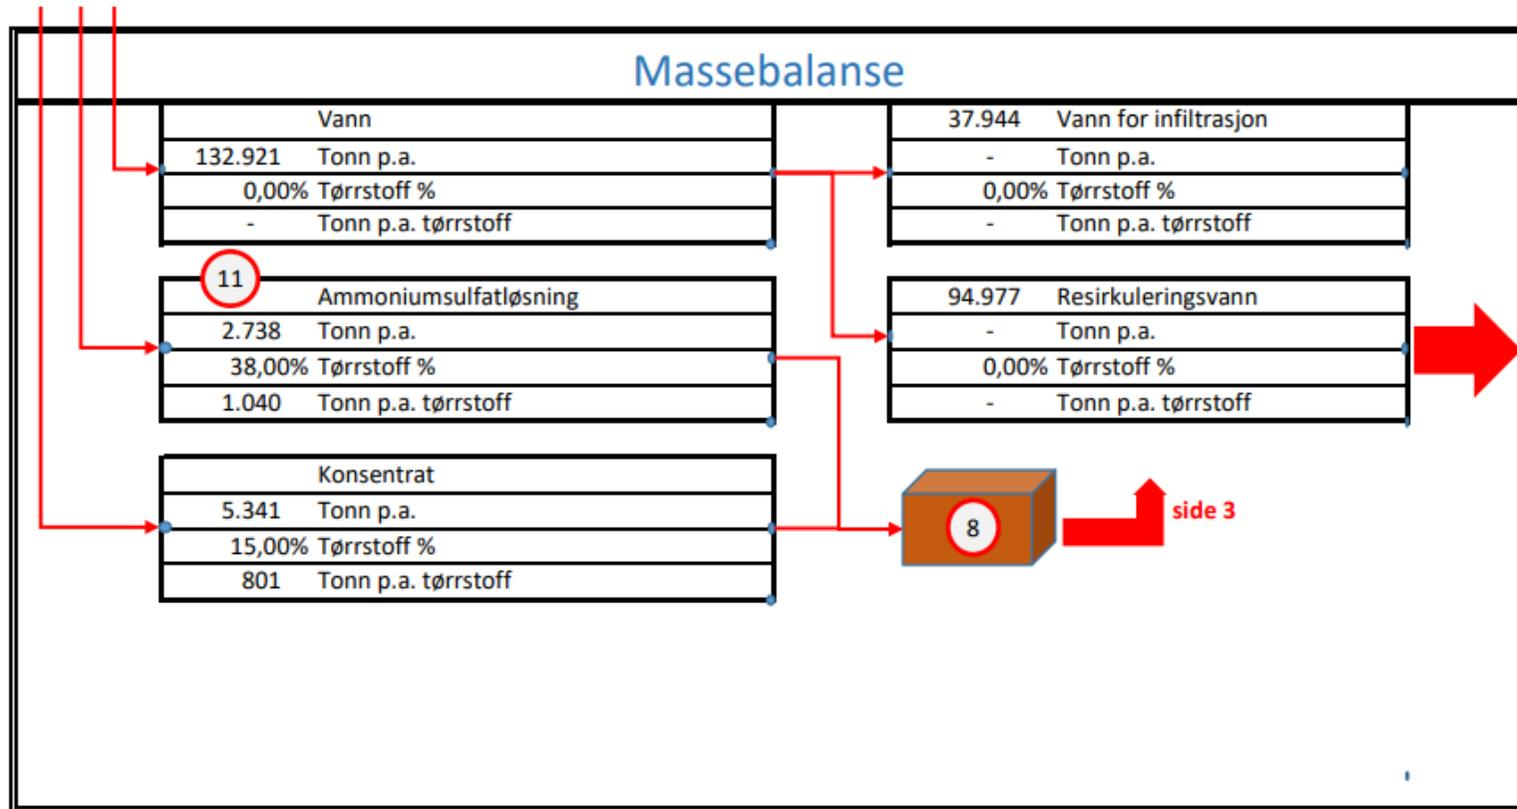 Massebalanse
Vann
132.921 Tonn p.a.
0,00% Tørrstoff %
- Tonn p.a. tørrstoff
37.944 Vann for infiltrasjon
- Tonn p.a.
0,00% Tørrstoff %
- Tonn p.a. tørrstoff
11
Ammoniumsulfatløsning
2.738 Tonn p.a.
38,00% Tørrstoff %
1.040 Tonn p.a. tørrstoff
94.977 Resirkuleringsvann
- Tonn p.a.
0,00% Tørrstoff %
- Tonn p.a. tørrstoff
Konsentrat
5.341 Tonn p.a.
15,00% Tørrstoff %
801 Tonn p.a. tørrstoff
8
side 3